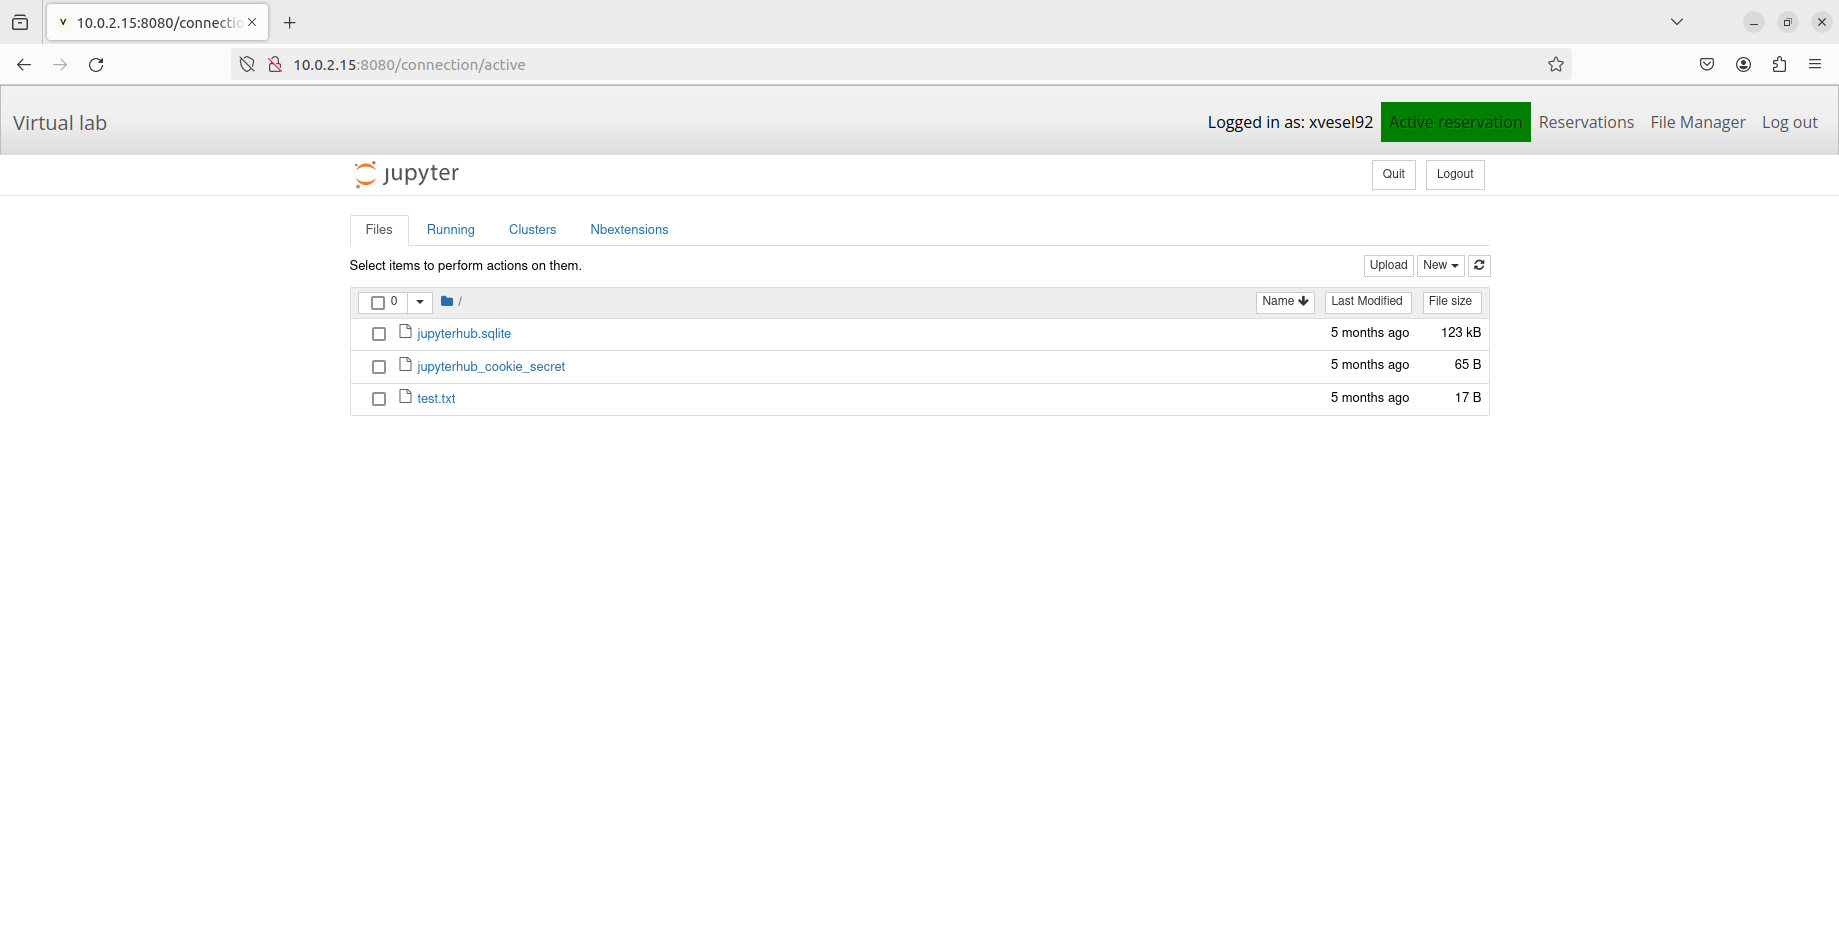 v 10.0.2.15:8080/connectio
10.0.2.15:8080/connection/active
Virtual lab Logged in as: xvesel92 Active reservation Reservations File Manager Log out
jupyter Quit Logout
Files Running Clusters Nbextensions
Select items to perform actions on them. Upload New
0 / Name Last Modified File size
jupyterhub.sqlite 5 months ago 123 kB
jupyterhub_cookie_secret 5 months ago 65 B
test.txt 5 months ago 17 B